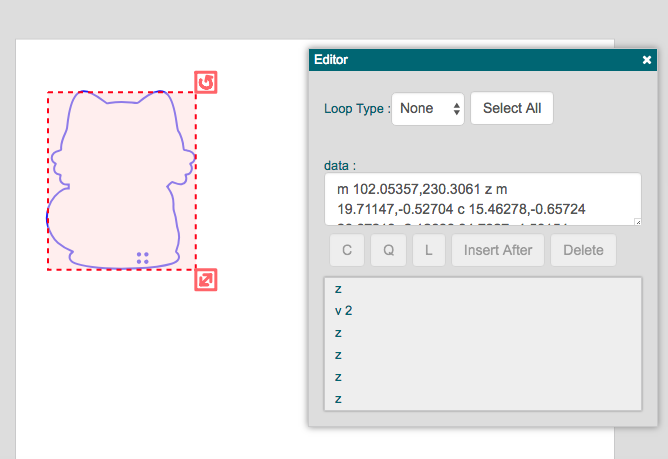 Editor
Loop Type : None Select All
data :
m 102.05357,230.3061 z m
19.71147,-0.52704 c 15.46278,-0.65724
C Q L Insert After Delete
z
v 2
z
z
z
z